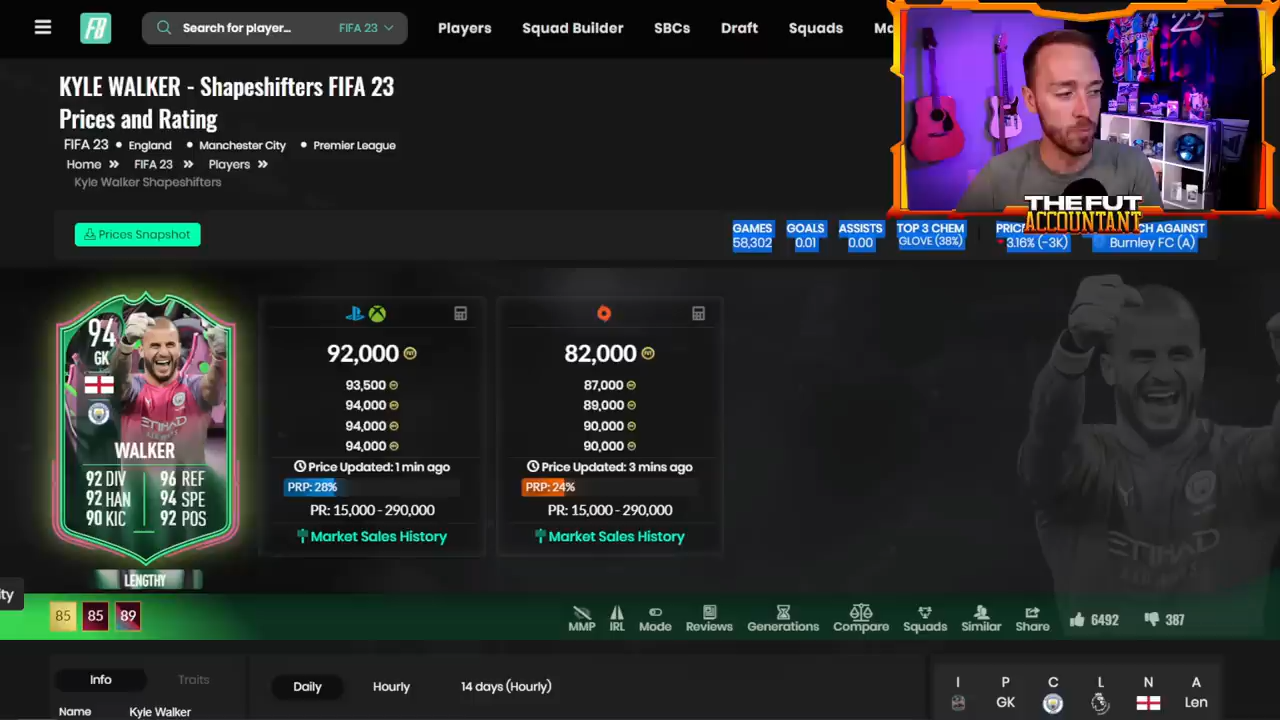 FB
Search for player...
FIFA 23
Players
Squad Builder
SBCs
Draft
Squads
KYLE WALKER - Shapeshifters FIFA 23
Prices and Rating
FIFA 23 • England • Manchester City • Premier League
Home » FIFA 23 » Players »
Kyle Walker Shapeshifters
THE FUT
ACCOUNTANT
Prices Snapshot
GAMES
58,302
GOALS
0.01
ASSISTS
0.00
TOP 3 CHEM
GLOVE (38%)
3.16% (-3K)
AGAINST
Burnley FC (A)
94
GK
WALKER
92 DIV
92 HAN
90 KIC
96 REF
94 SPE
92 POS
LENGTHY
92,000
93,500
94,000
94,000
94,000
Price Updated: 1 min ago
PRP: 28%
PR: 15,000 - 290,000
Market Sales History
82,000
87,000
89,000
90,000
90,000
Price Updated: 3 mins ago
PRP: 24%
PR: 15,000 - 290,000
Market Sales History
ETIHAD
ity
85 85 89
MMP
IRL
Mode
Reviews
Generations
Compare
Squads
Similar
Share
6492
387
Info
Traits
Name Kyle Walker
Daily
Hourly
14 days (Hourly)
I P C L N A
GK
Len